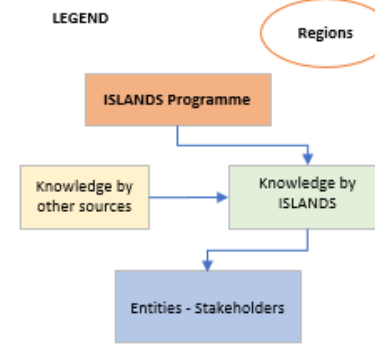 LEGEND
Regions
ISLANDS Programme
Knowledge by
other sources
Knowledge by
ISLANDS
Entities - Stakeholders